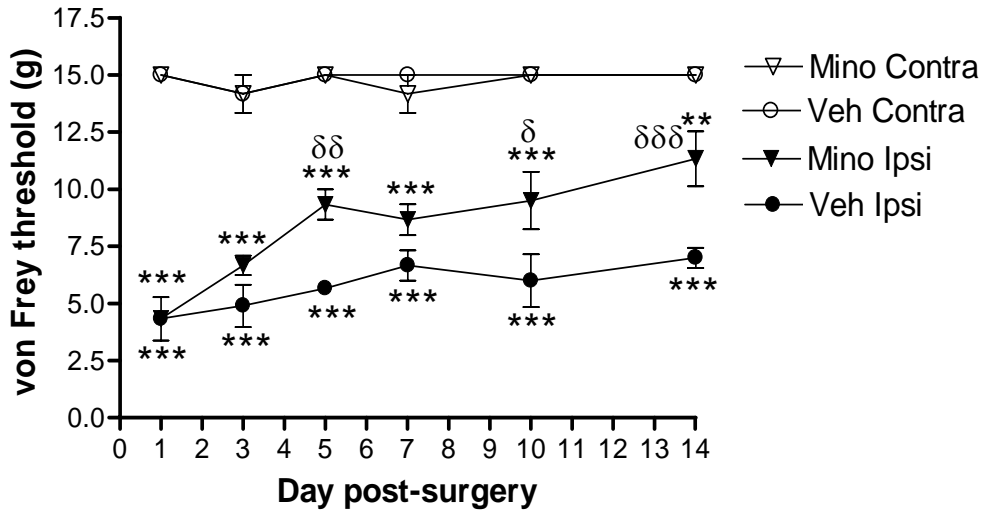 von Frey threshold (g)
17.5
15.0
12.5
10.0
7.5
5.0
2.5
0.0
δδ
***
***
***
***
δ
***
δδδ
**
***
***
***
***
***
***
0 1 2 3 4 5 6 7 8 9 10 11 12 13 14
Day post-surgery
Mino Contra
Veh Contra
Mino Ipsi
Veh Ipsi